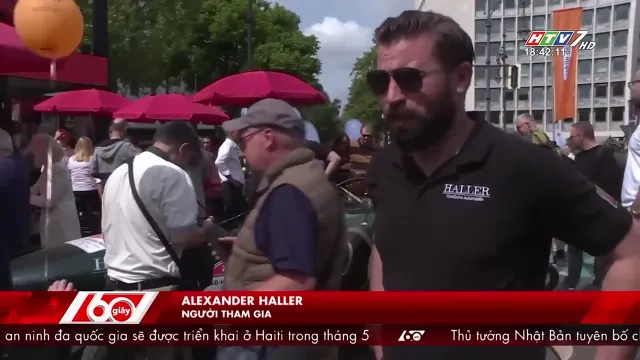 HTV7 HD
18:42:11
HALLER
60 giây
ALEXANDER HALLER
NGƯỜI THAM GIA
an ninh đa quốc gia sẽ được triển khai ở Haiti trong tháng 5 60 giây Thủ tướng Nhật Bản tuyên bố c